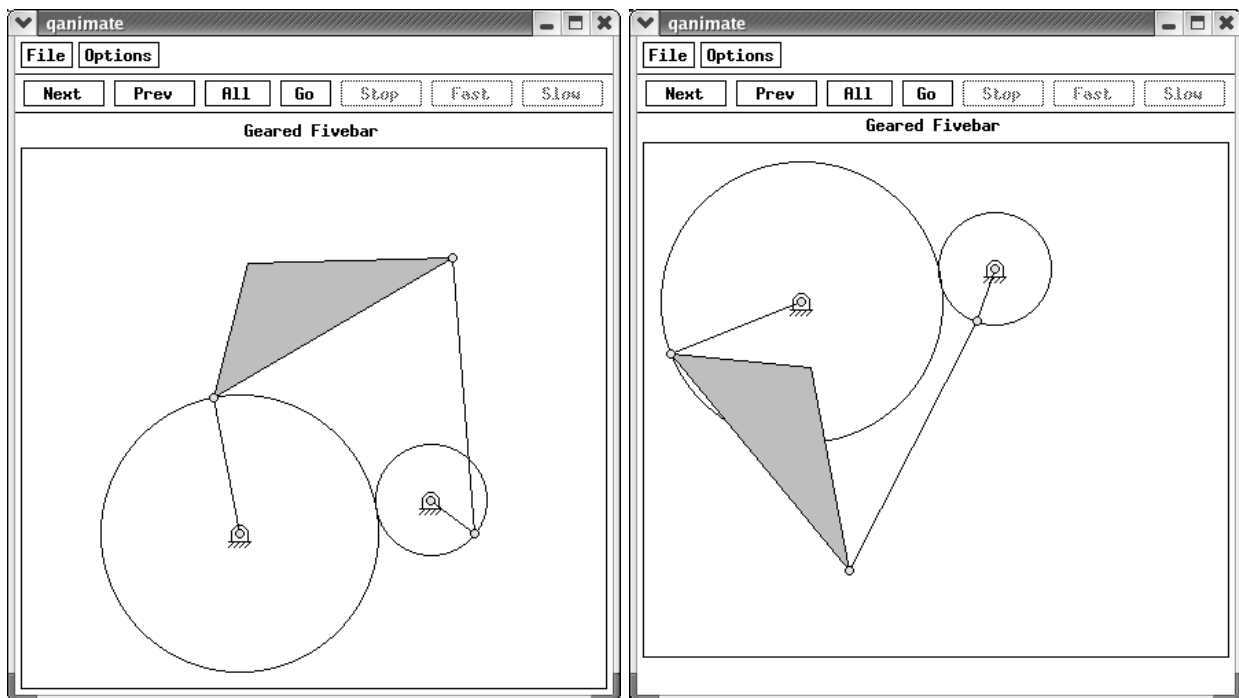 qanimate
File Options
Next Prev All Go Stop Fast Slow
Geared Fivebar
qanimate
File Options
Next Prev All Go Stop Fast Slow
Geared Fivebar